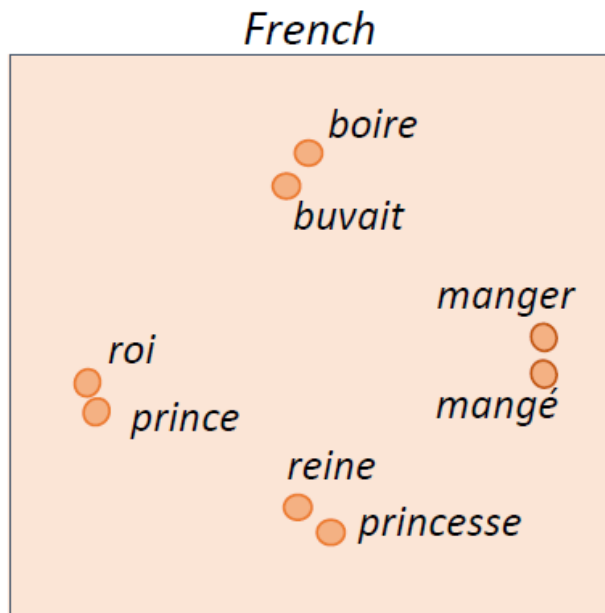 French
boire
buvait
manger
roi
mangé
prince
reine
princesse